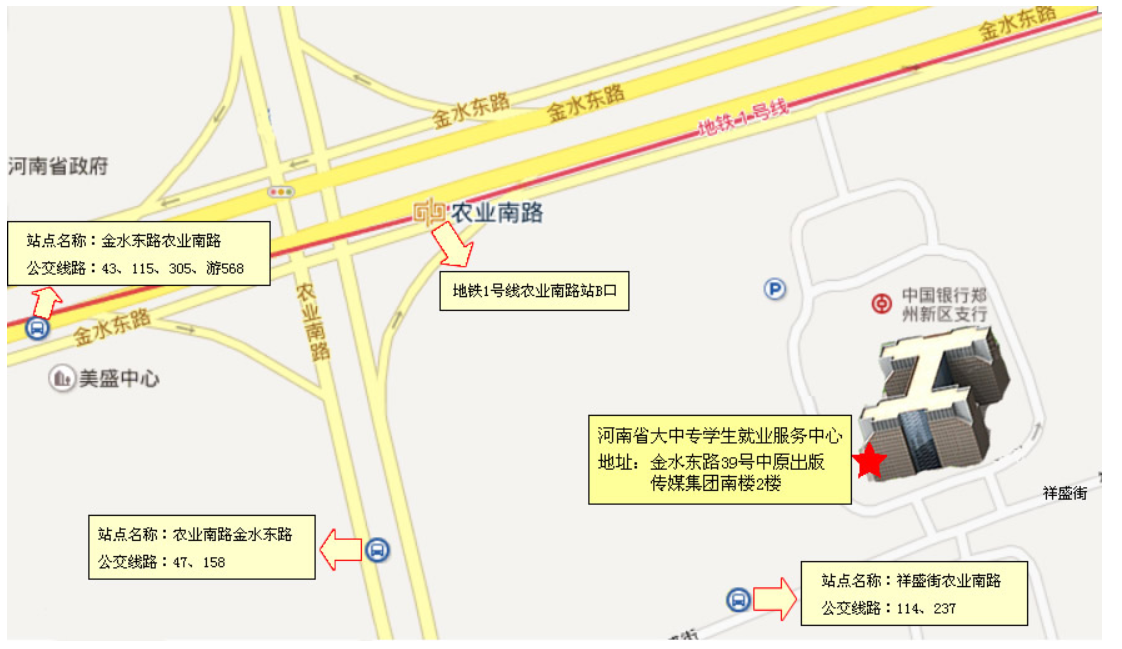 金水东路
金水东路
金水东路
地铁1号线
河南省政府
农业南路
站点名称：金水东路农业南路
公交线路：43、115、305、游568
地铁1号线农业南路站B口
P
中国银行郑
州新区支行
金水东路
农业南路
美盛中心
河南省大中专学生就业服务中心
地址：金水东路39号中原出版
传媒集团南楼2楼
祥盛街
站点名称：农业南路金水东路
公交线路：47、158
站点名称：祥盛街农业南路
公交线路：114、237
街